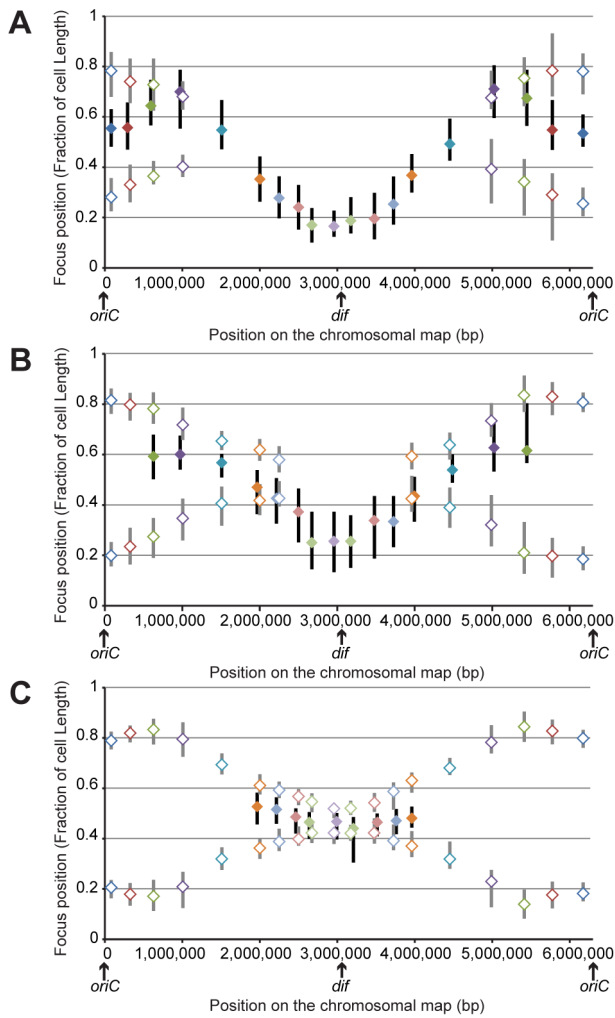 A
Focus position (Fraction of cell Length)
1
0.8
0.6
0.4
0.2
0
0 1,000,000 2,000,000 3,000,000 4,000,000 5,000,000 6,000,000
oriC dif oriC
Position on the chromosomal map (bp)
B
Focus position (Fraction of cell Length)
1
0.8
0.6
0.4
0.2
0
0 1,000,000 2,000,000 3,000,000 4,000,000 5,000,000 6,000,000
oriC dif oriC
Position on the chromosomal map (bp)
C
Focus position (Fraction of cell Length)
1
0.8
0.6
0.4
0.2
0
0 1,000,000 2,000,000 3,000,000 4,000,000 5,000,000 6,000,000
oriC dif oriC
Position on the chromosomal map (bp)